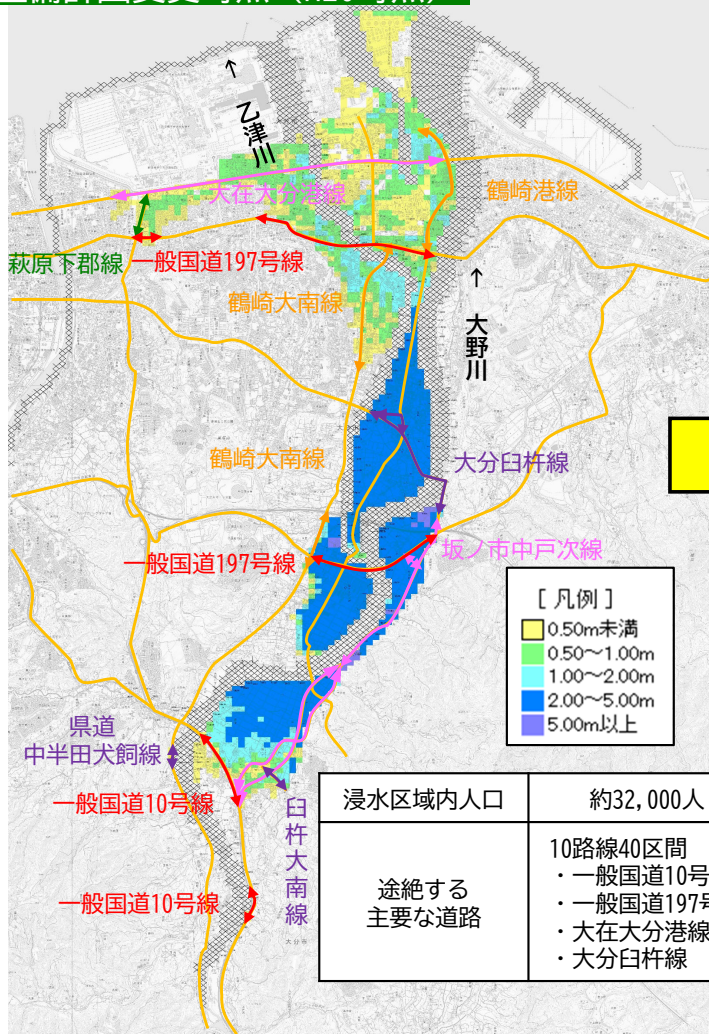 ↑
乙津川
大在大分港線
鶴崎港線
萩原下郡線
一般国道197号線
↑
大野川
鶴崎大南線
鶴崎大南線
大分臼杵線
一般国道197号線
坂ノ市中戸次線
[ 凡例 ]
0.50m未満
0.50～1.00m
1.00～2.00m
2.00～5.00m
5.00m以上
県道
中半田犬飼線
一般国道10号線
臼杵大南線
一般国道10号線
浸水区域内人口
約32,000人
途絶する
主要な道路
10路線40区間
・一般国道10号
・一般国道197
・大在大分港線
・大分臼杵線